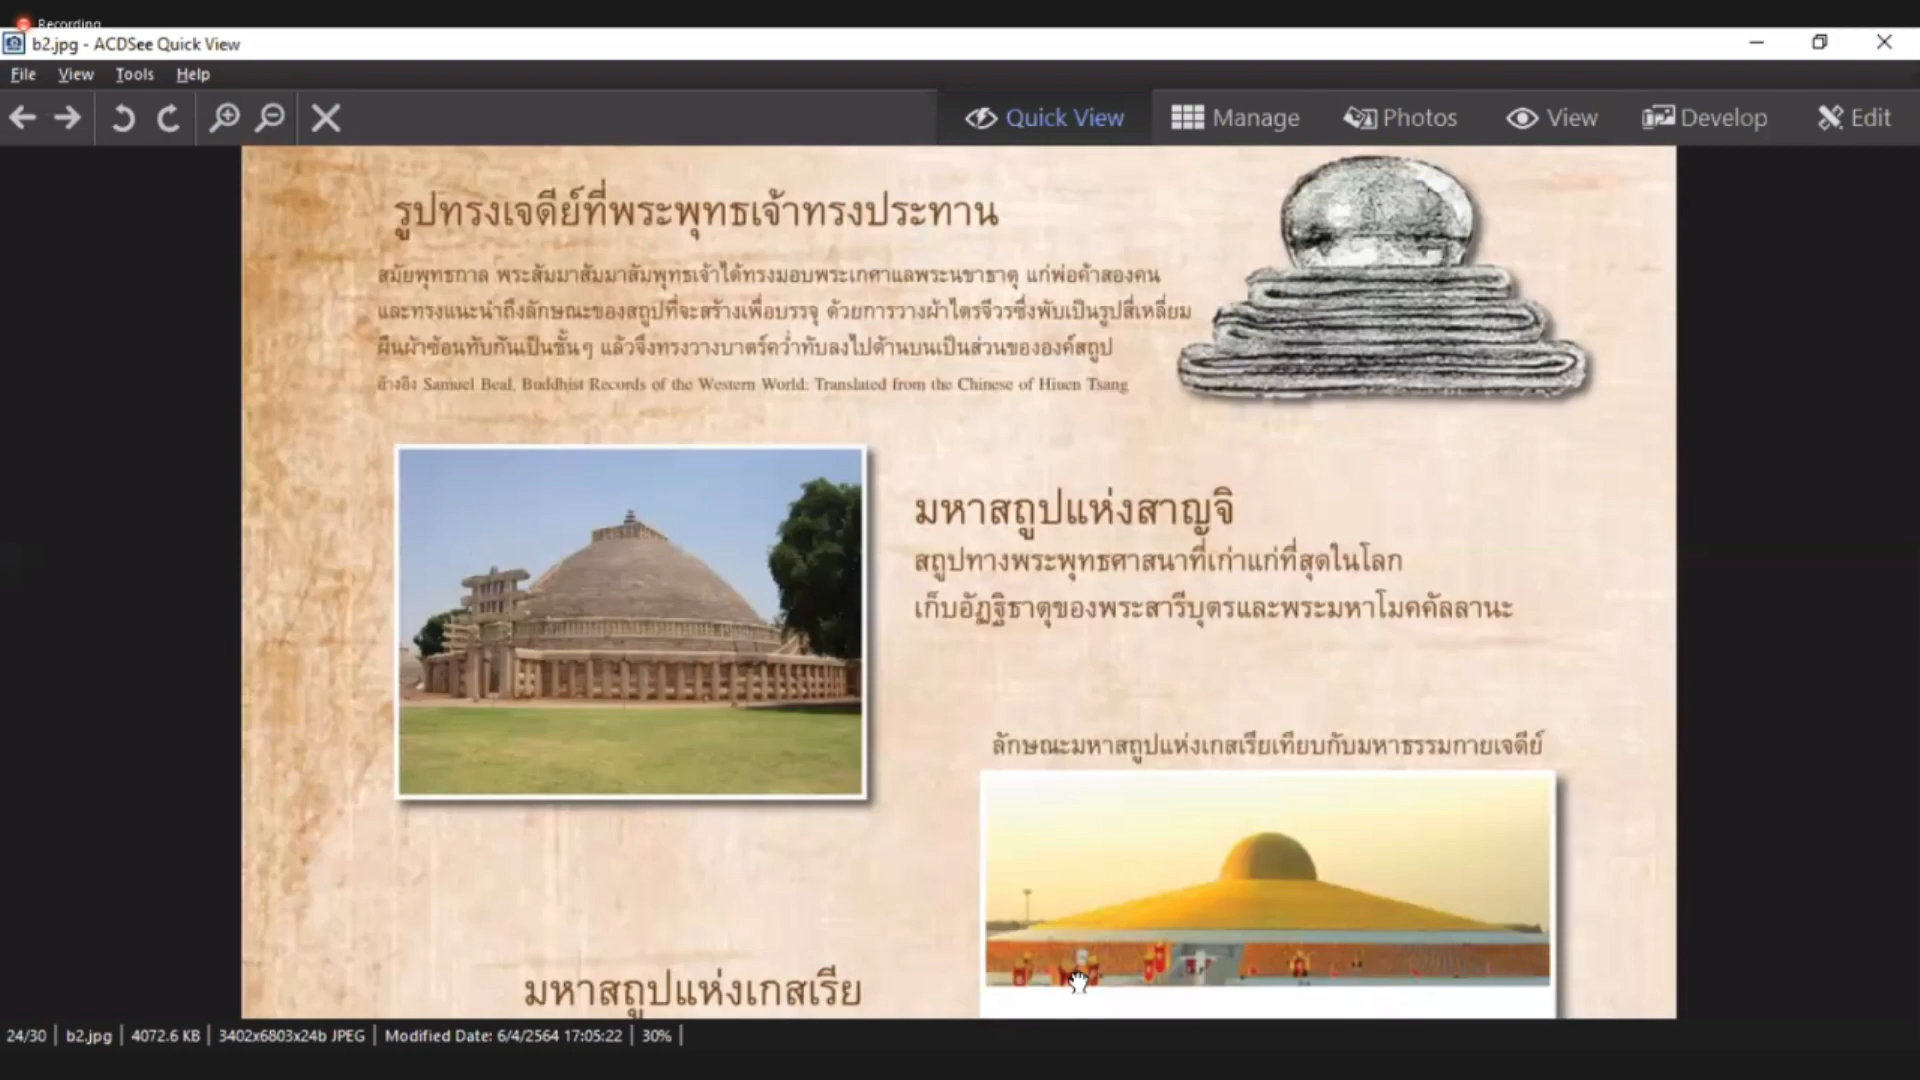 Recording
b2.jpg - ACDSee Quick View
File View Tools Help
Quick View Manage Photos View Develop Edit
รูปทรงเจดีย์ที่พระพุทธเจ้าทรงประทาน
สมัยพุทธกาล พระสัมมาสัมมาสัมพุทธเจ้าได้ทรงมอบพระเกศาแลพระนขาธาตุ แก่พ่อค้าสองคน
และทรงแนะนำถึงลักษณะของสถูปที่จะสร้างเพื่อบรรจุ ด้วยการวางผ้าไตรจีวรซึ่งพับเป็นรูปสี่เหลี่ยม
ผืนผ้าซ้อนทับกันเป็นชั้นๆ แล้วจึงทรงวางบาตร์คว่ำทับลงไปด้านบนเป็นส่วนขององค์สถูป
อ้างอิง Samuel Beal, Buddhist Records of the Western World: Translated from the Chinese of Hiuen Tsang
มหาสถูปแห่งสาญจิ
สถูปทางพระพุทธศาสนาที่เก่าแก่ที่สุดในโลก
เก็บอัฏฐิธาตุของพระสารีบุตรและพระมหาโมคคัลลานะ
ลักษณะมหาสถูปแห่งเกสเรียเทียบกับมหาธรรมกายเจดีย์
มหาสถูปแห่งเกสเรีย
24/30 b2.jpg 4072.6 KB 3402x6803x24b JPEG Modified Date: 6/4/2564 17:05:22 30%